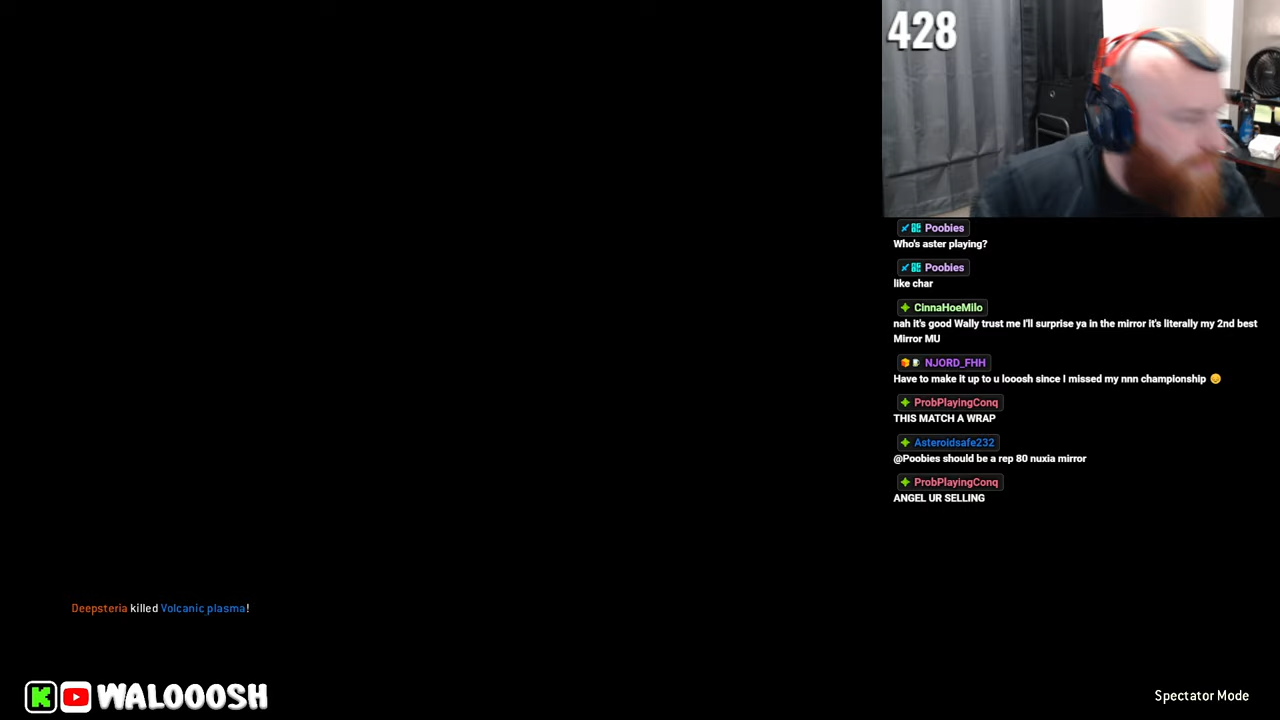 428
Poobies
Who's aster playing?
Poobies
like char
CinnaHoeMilo
nah it's good Wally trust me I'll surprise ya in the mirror it's literally my 2nd best
Mirror MU
NJORD_FHH
Have to make it up to u looosh since I missed my nnn championship 😊
ProbPlayingConq
THIS MATCH A WRAP
Asteroidsafe232
@Poobies should be a rep 80 nuxia mirror
ProbPlayingConq
ANGEL UR SELLING
Deepsteria killed Volcanic plasma!
K WALOOOSH
Spectator Mode